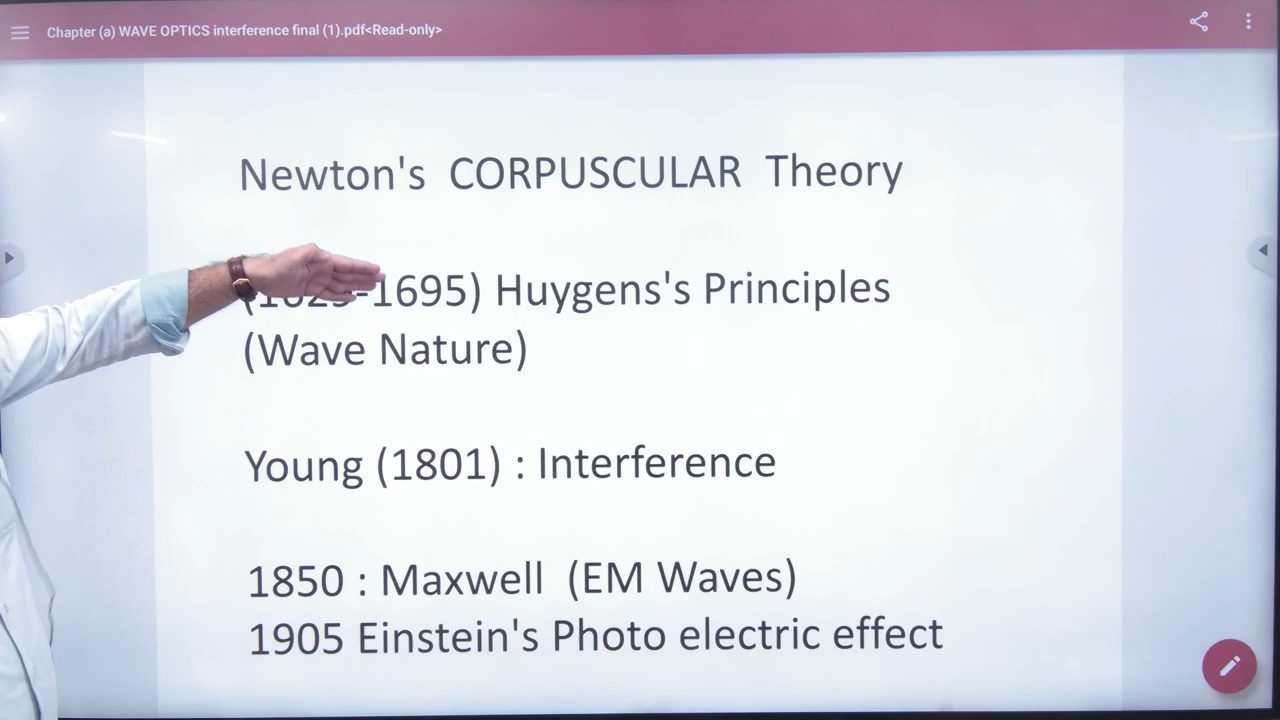 Chapter (a) WAVE OPTICS interference final (1).pdf<Read-only>
Newton's CORPUSCULAR Theory
-1695) Huygens's Principles
(Wave Nature)
Young (1801) : Interference
1850 : Maxwell (EM Waves)
1905 Einstein's Photo electric effect